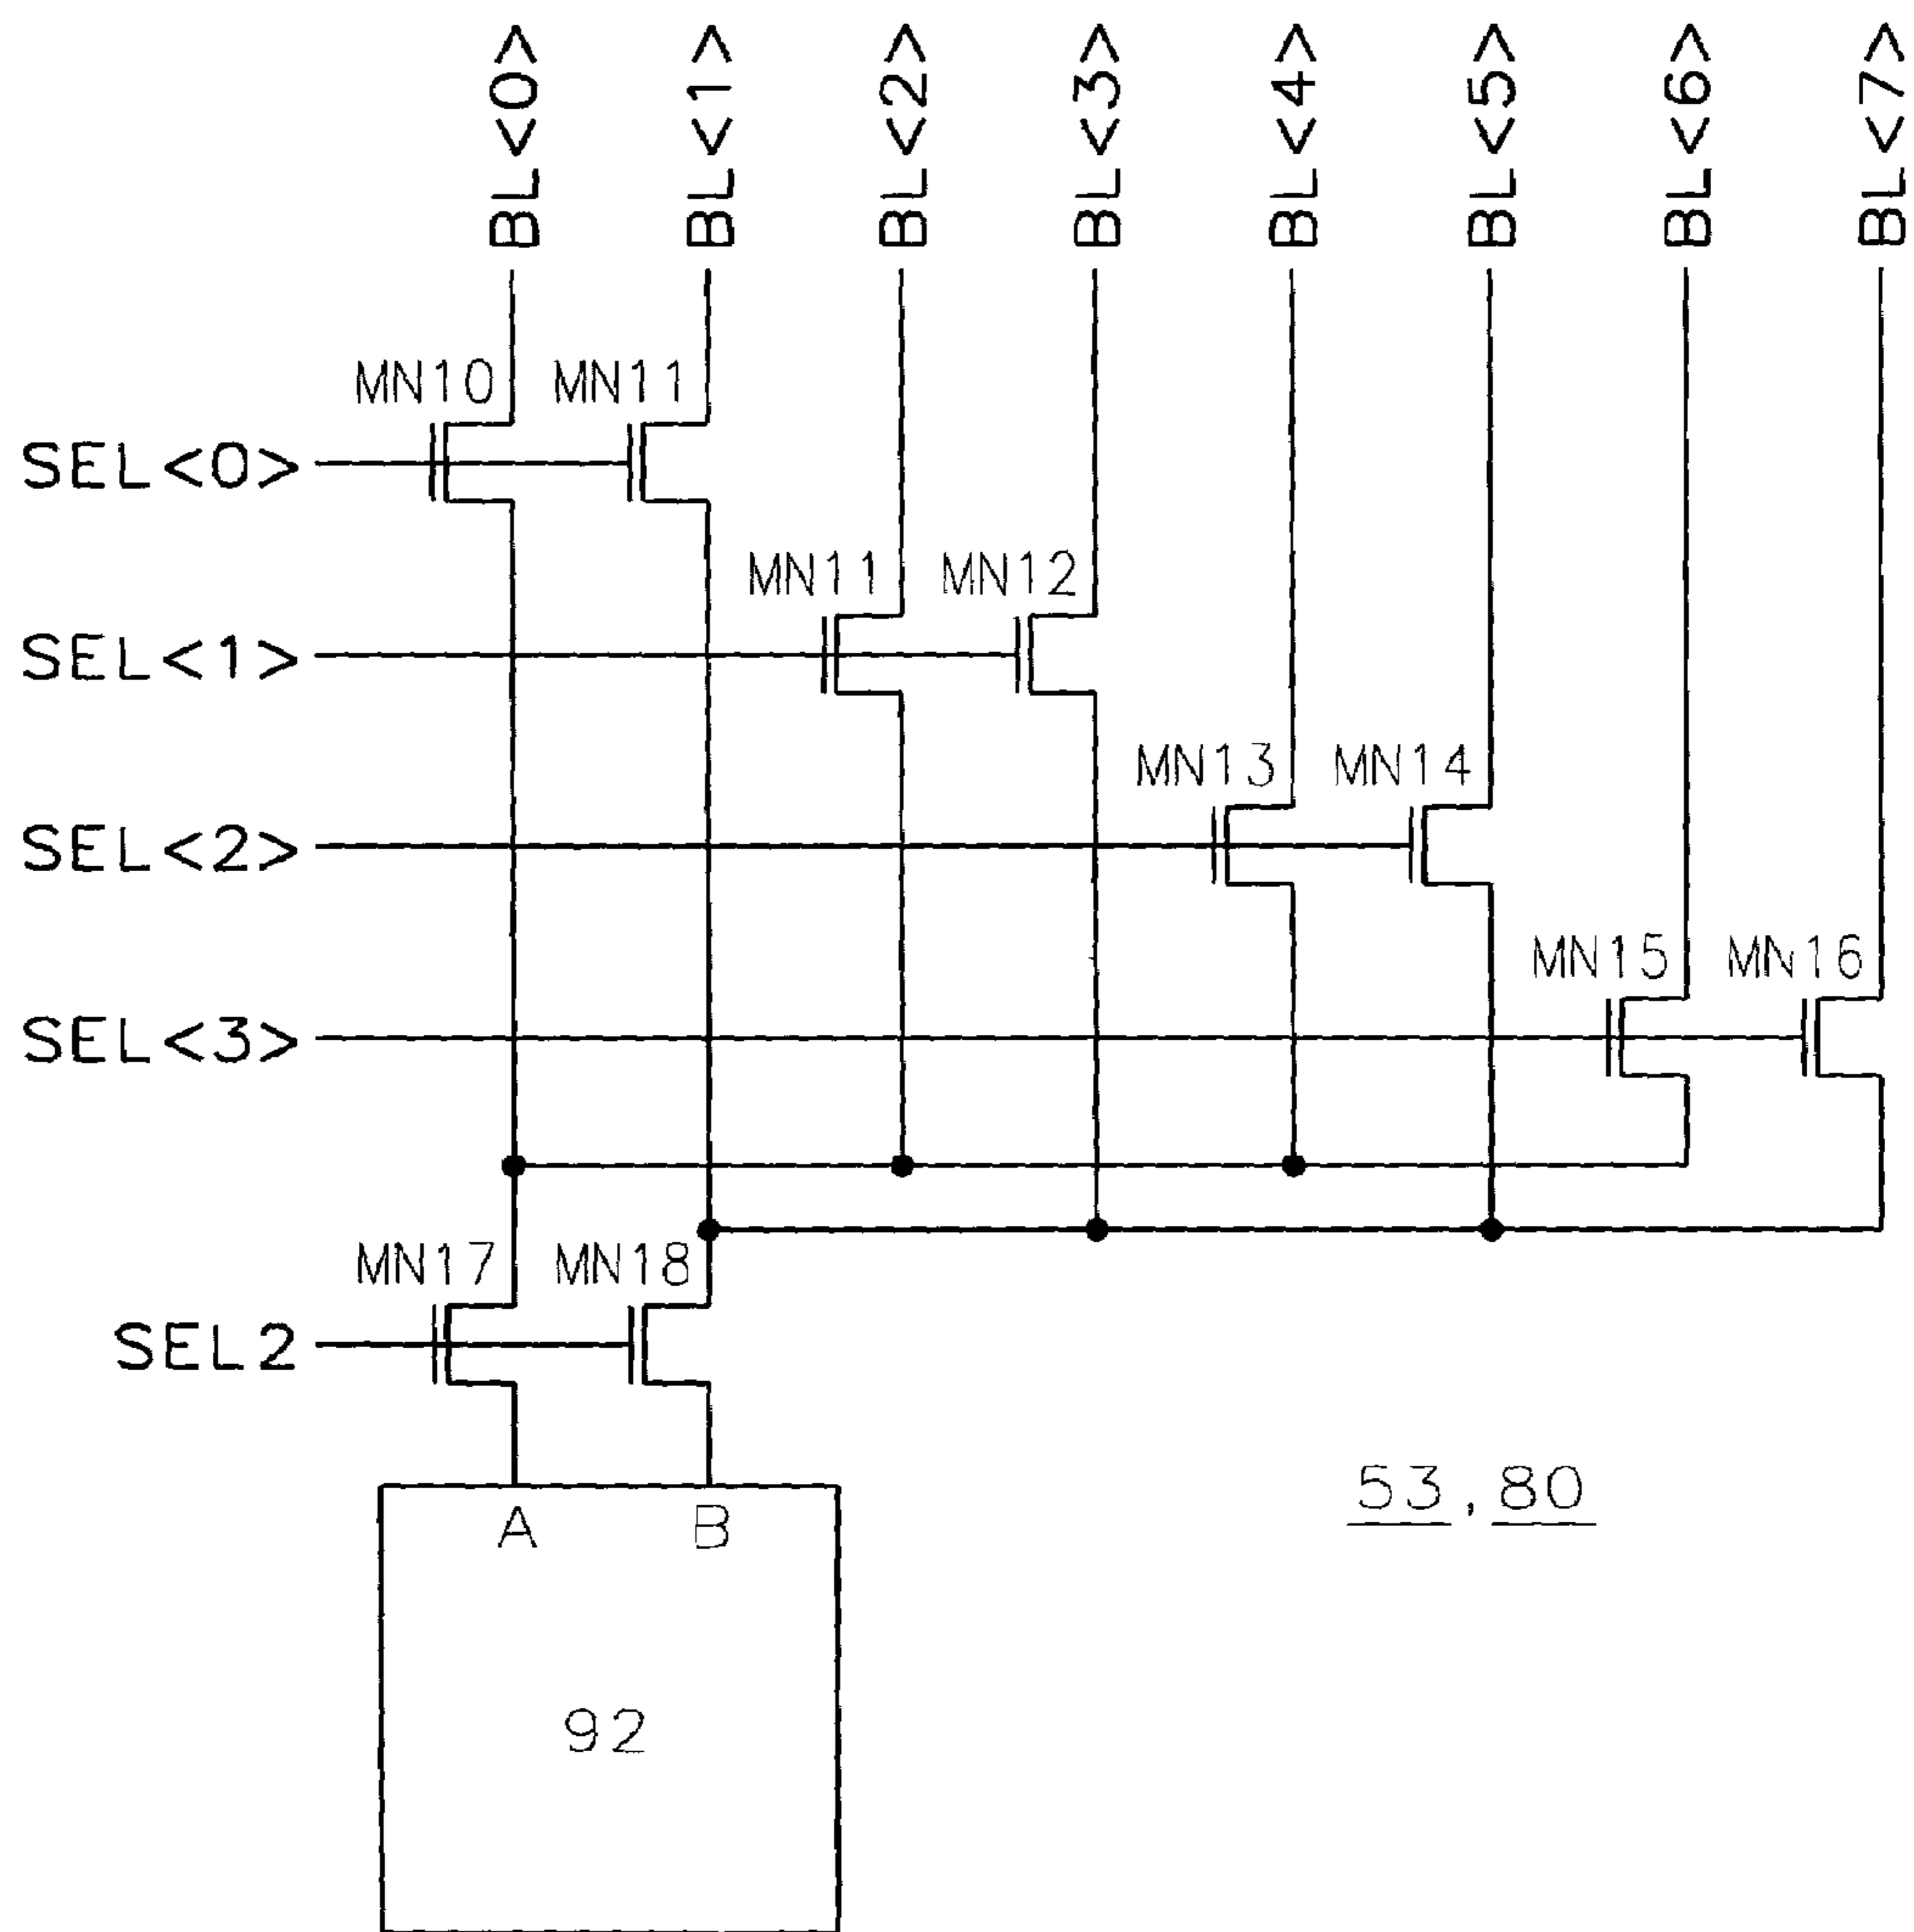 BL<0> BL<1> BL<2> BL<3> BL<4> BL<5> BL<6> BL<7>
MN10 MN11
SEL<0>
MN11 MN12
SEL<1>
MN13 MN14
SEL<2>
MN15 MN16
SEL<3>
MN17 MN18
SEL2
A B
53,80
92